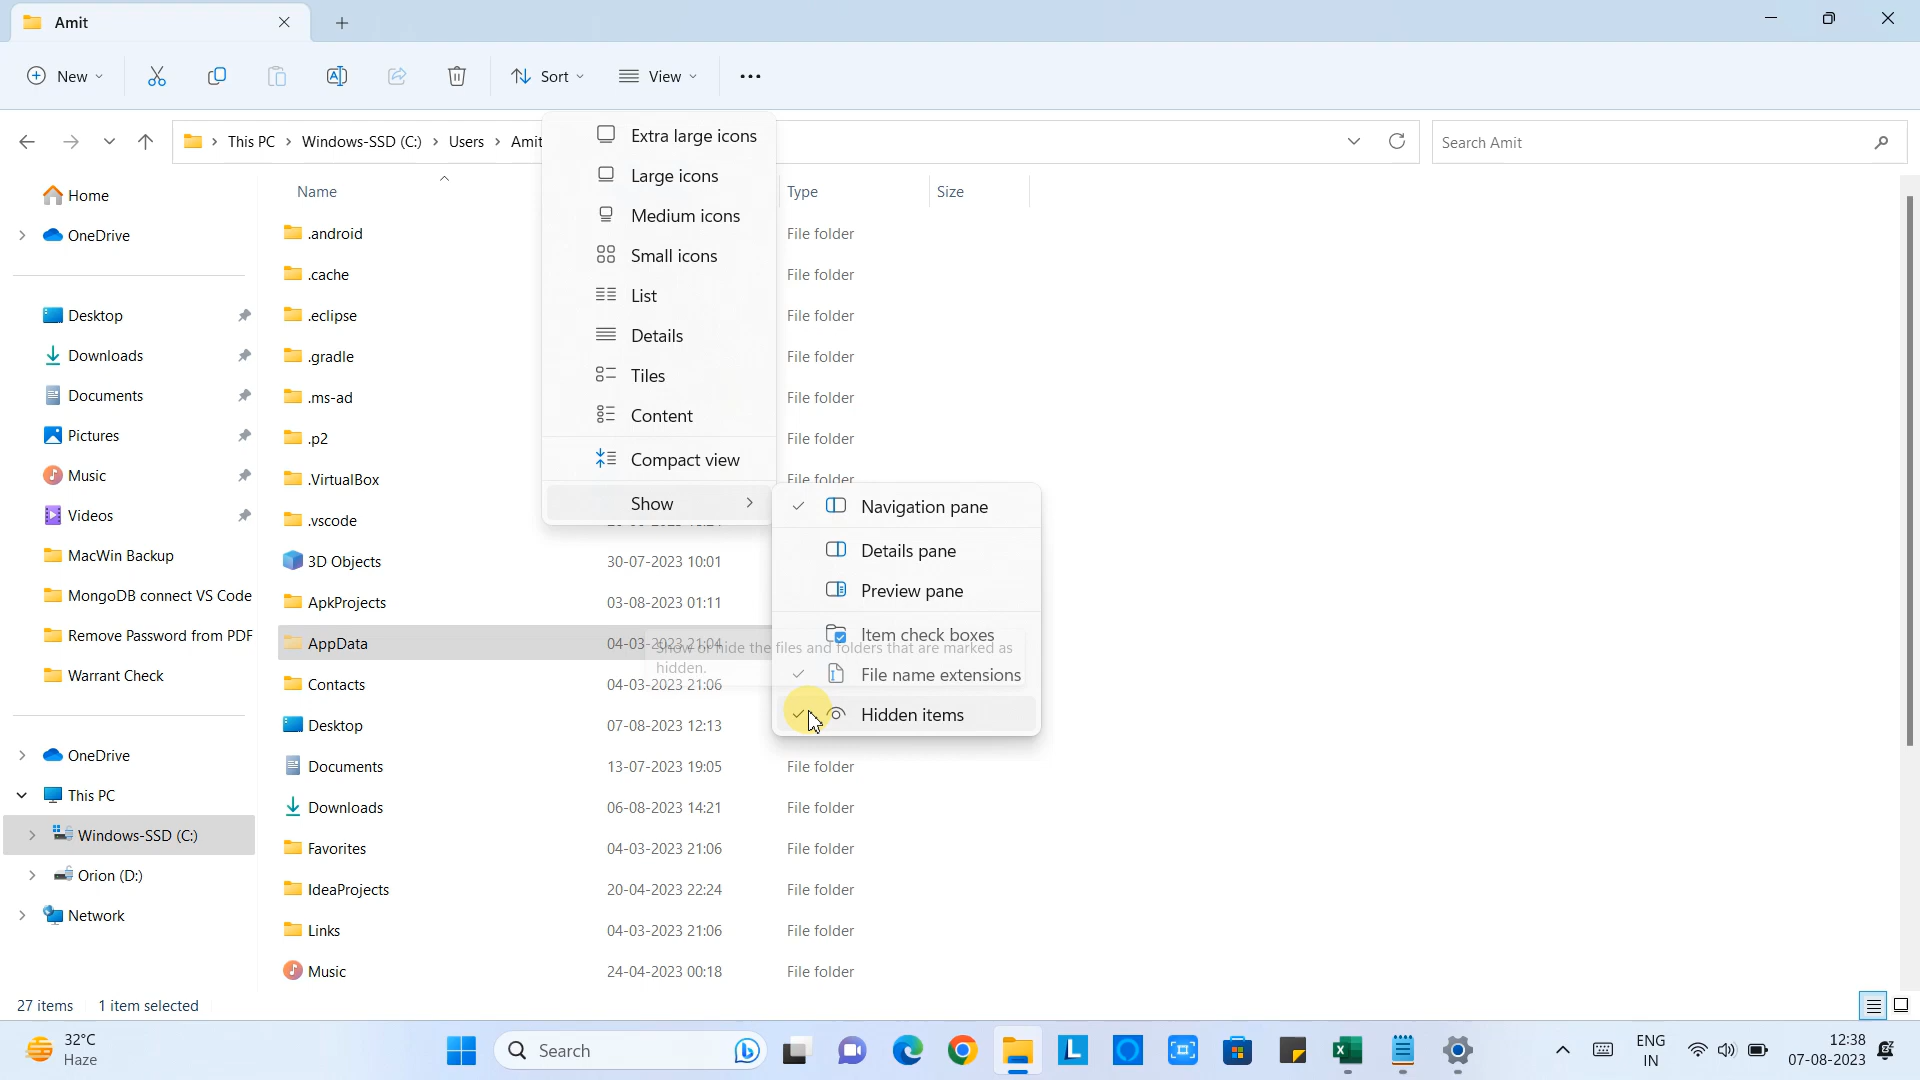 Amit
New
Sort
View
This PC > Windows-SSD (C:) > Users > Amit
Search Amit
Home
OneDrive
Desktop
Downloads
Documents
Pictures
Music
Videos
MacWin Backup
MongoDB connect VS Code
Remove Password from PDF
Warrant Check
OneDrive
This PC
Windows-SSD (C:)
Orion (D:)
Network
Name
Type
Size
.android
File folder
.cache
File folder
.eclipse
File folder
.gradle
File folder
.ms-ad
File folder
.p2
File folder
.VirtualBox
File folder
.vscode
3D Objects
30-07-2023 10:01
ApkProjects
03-08-2023 01:11
AppData
04-03-2023 21:04
Contacts
04-03-2023 21:06
Desktop
07-08-2023 12:13
Documents
13-07-2023 19:05
File folder
Downloads
06-08-2023 14:21
File folder
Favorites
04-03-2023 21:06
File folder
IdeaProjects
20-04-2023 22:24
File folder
Links
04-03-2023 21:06
File folder
Music
24-04-2023 00:18
File folder
Extra large icons
Large icons
Medium icons
Small icons
List
Details
Tiles
Content
Compact view
Show
Navigation pane
Details pane
Preview pane
Item check boxes
Show or hide the files and folders that are marked as
hidden.
File name extensions
Hidden items
27 items
1 item selected
32°C
Haze
Search
ENG
IN
12:38
07-08-2023